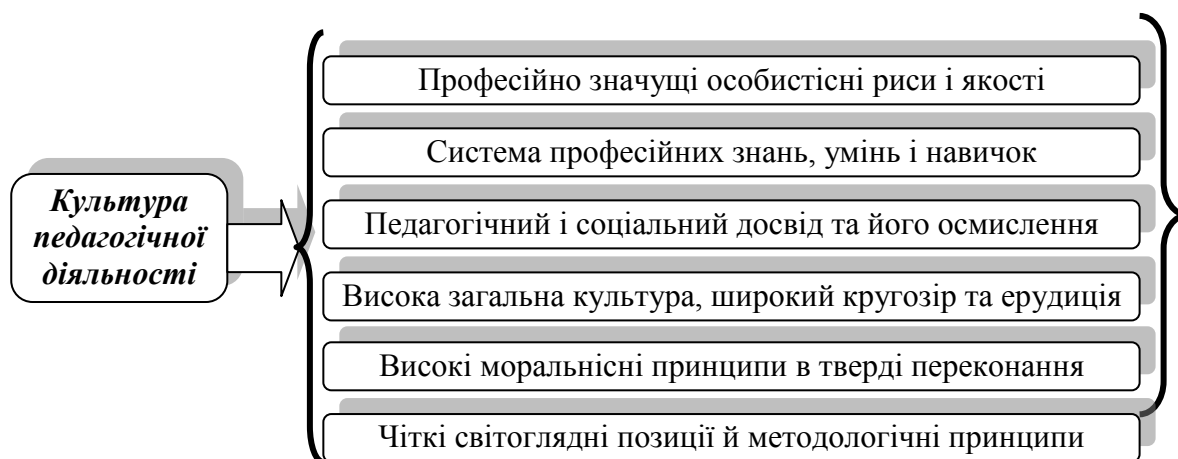 Культура
педагогічної
діяльності
Професійно значущі особистісні риси і якості
Система професійних знань, умінь і навичок
Педагогічний і соціальний досвід та його осмислення
Висока загальна культура, широкий кругозір та ерудиція
Високі моральнісні принципи в тверді переконання
Чіткі світоглядні позиції й методологічні принципи